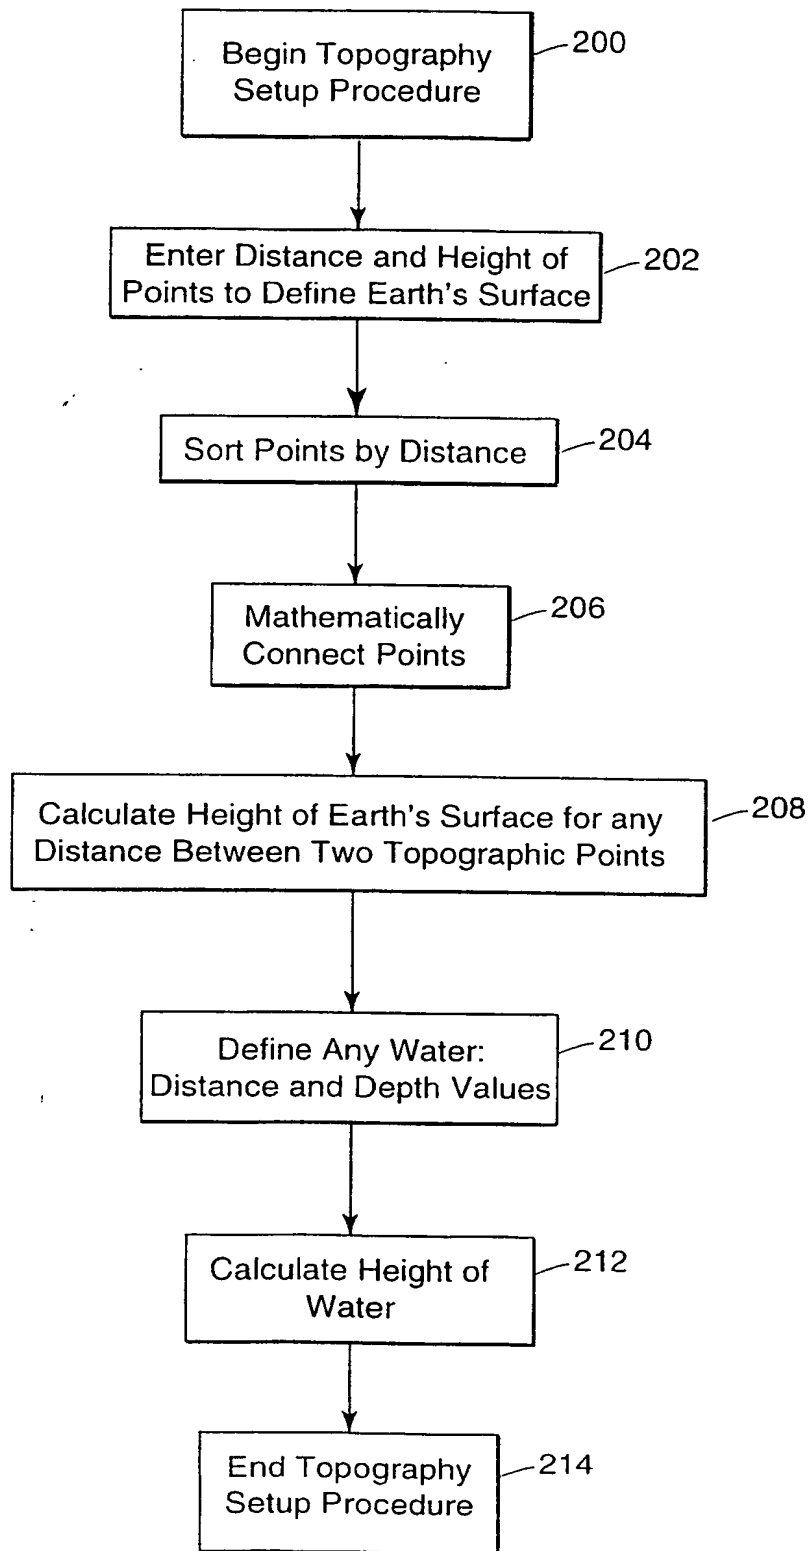 Begin Topography
Setup Procedure
200
Enter Distance and Height of
Points to Define Earth's Surface
202
Sort Points by Distance
204
Mathematically
Connect Points
206
Calculate Height of Earth's Surface for any
Distance Between Two Topographic Points
208
Define Any Water:
Distance and Depth Values
210
Calculate Height of
Water
212
End Topography
Setup Procedure
214